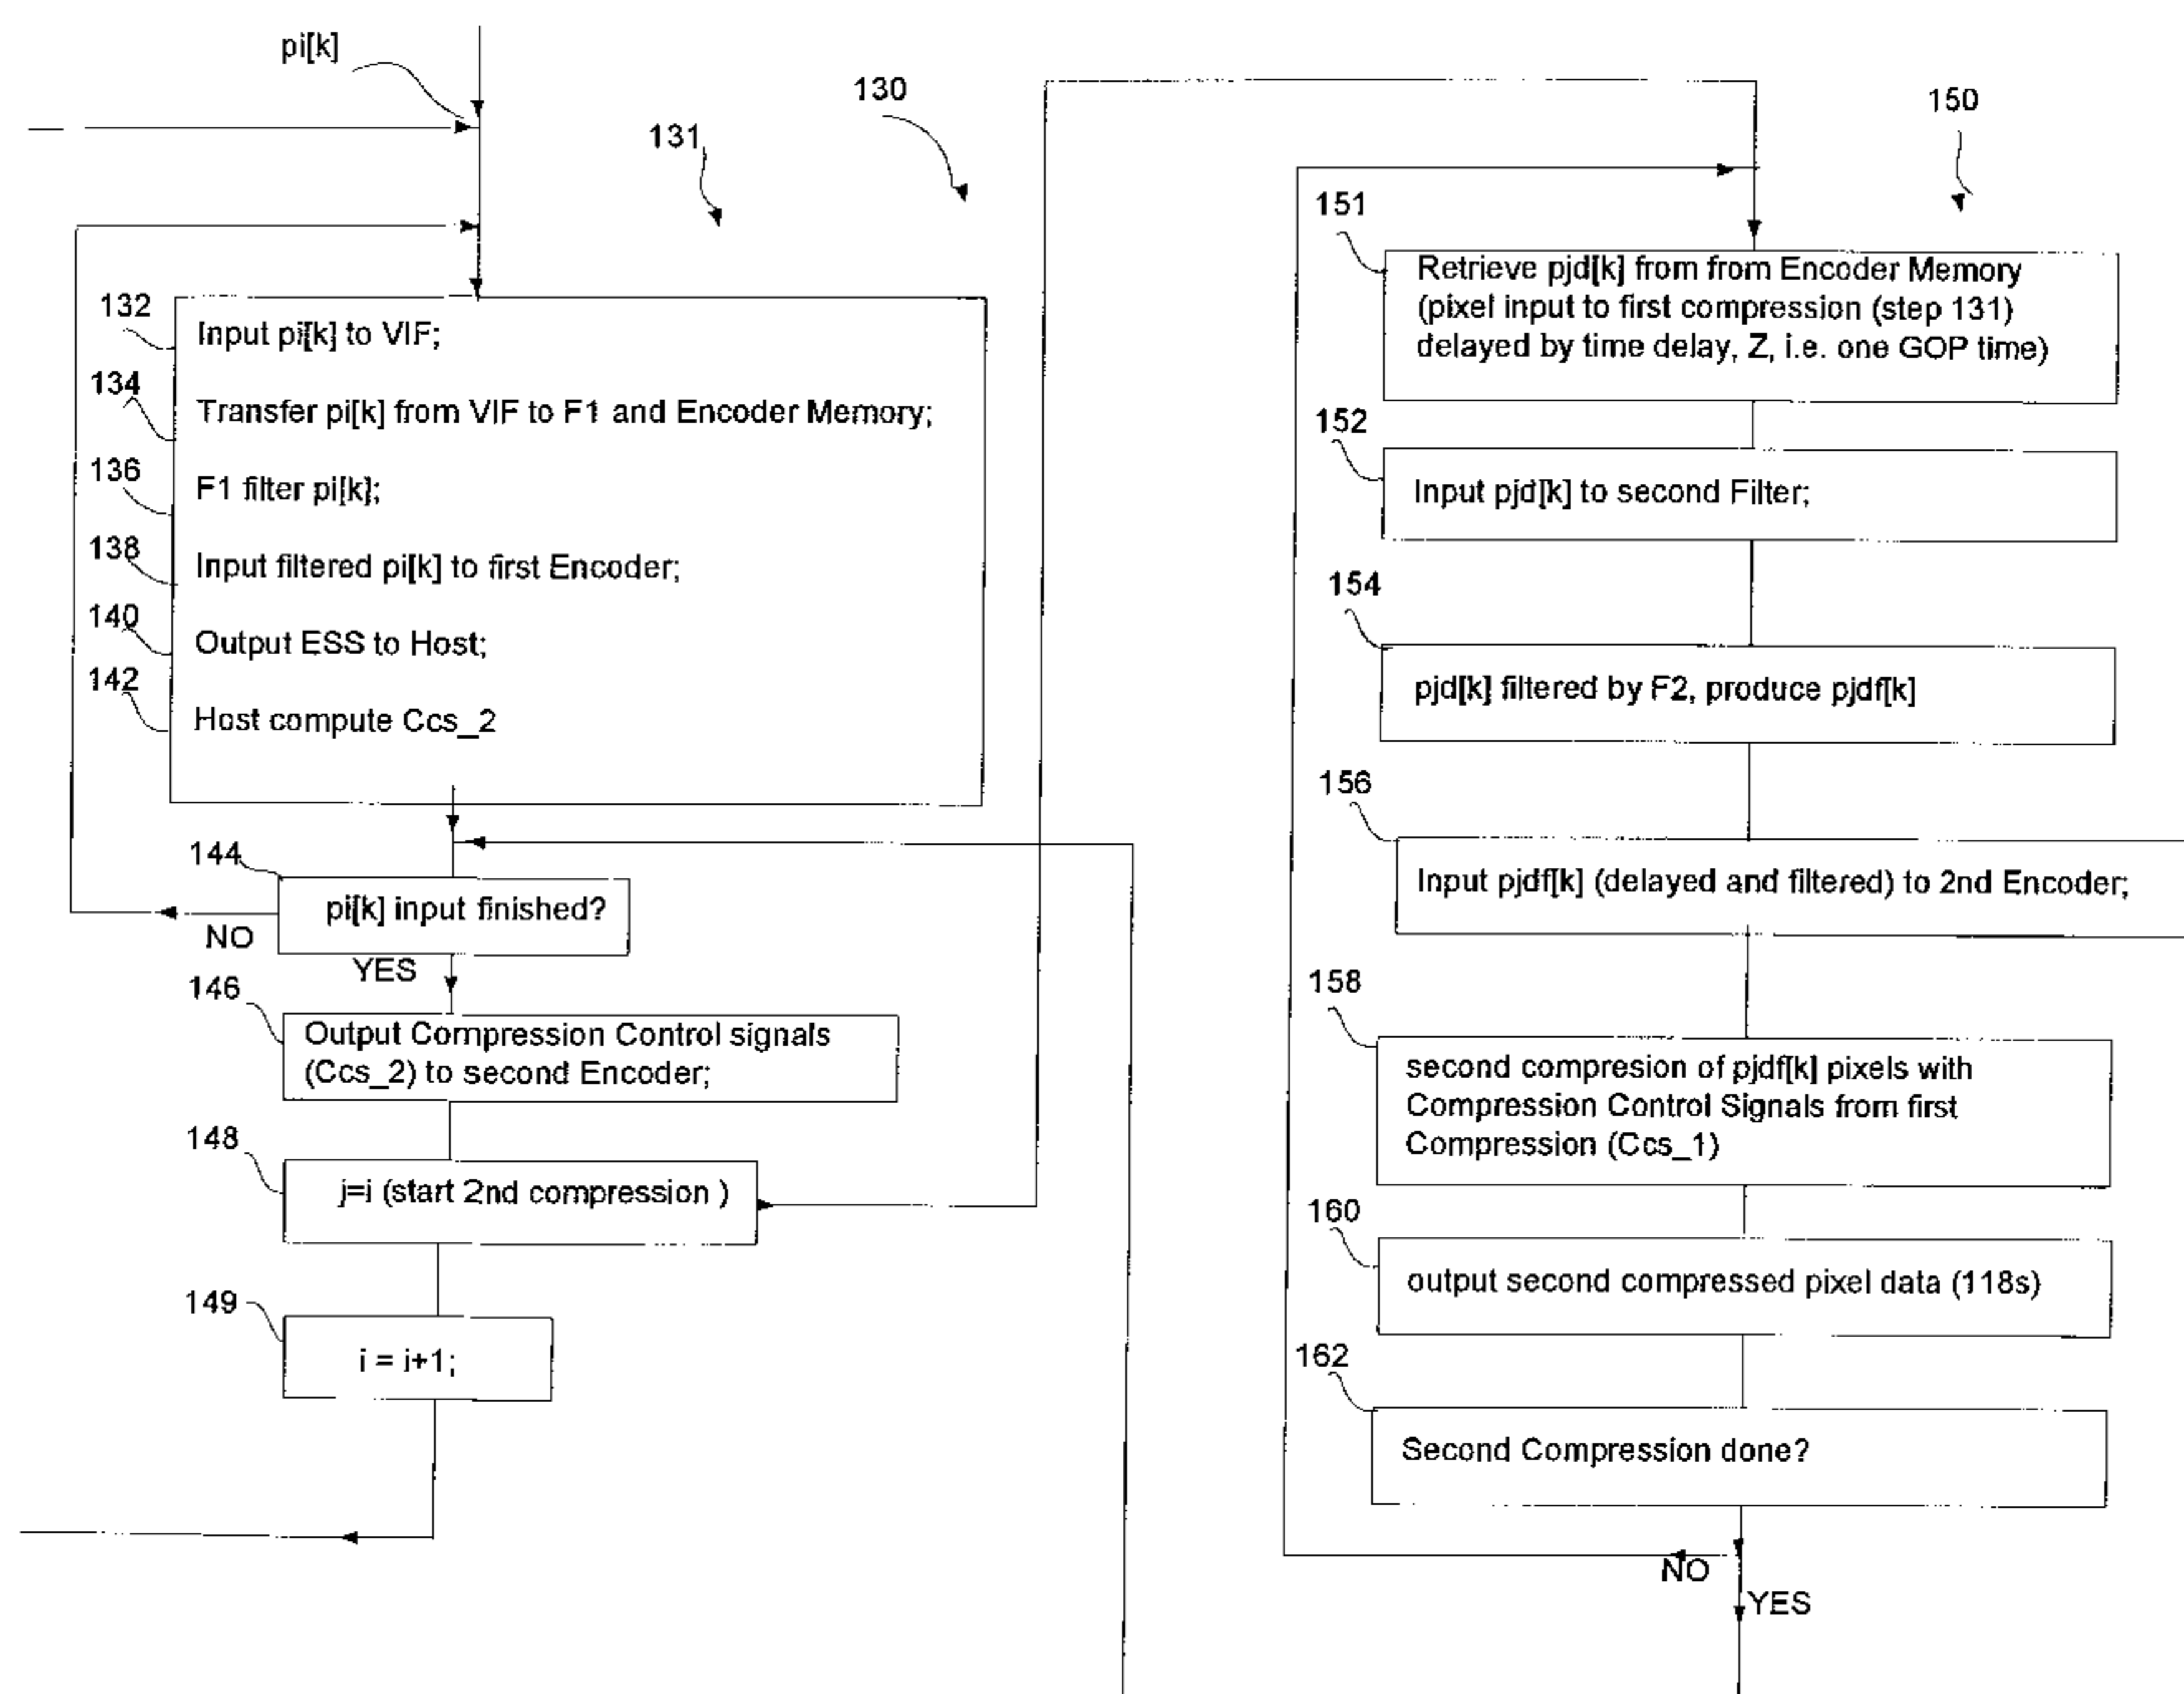 pi[k]
131
130
132
Input pi[k] to VIF;
134
Transfer pi[k] from VIF to F1 and Encoder Memory;
136
F1 filter pi[k];
138
Input filtered pi[k] to first Encoder;
140
Output ESS to Host;
142
Host compute Ccs_2
144
pi[k] input finished?
NO
YES
146
Output Compression Control signals
(Ccs_2) to second Encoder;
148
j=i (start 2nd compression )
149
i = i+1;
150
151
Retrieve pjd[k] from from Encoder Memory
(pixel input to first compression (step 131)
delayed by time delay, Z, i.e. one GOP time)
152
Input pjd[k] to second Filter;
154
pjd[k] filtered by F2, produce pjdf[k]
156
Input pjdf[k] (delayed and filtered) to 2nd Encoder;
158
second compresion of pjdf[k] pixels with
Compression Control Signals from first
Compression (Ccs_1)
160
output second compressed pixel data (118s)
162
Second Compression done?
NO
YES